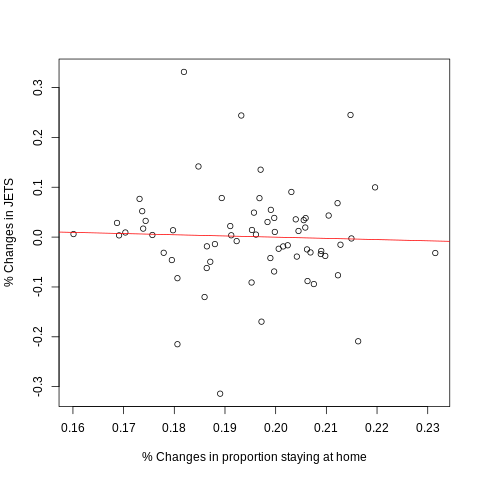 % Changes in JETS
0.3
0.2
0.1
0.0
-0.1
-0.2
-0.3
0.16 0.17 0.18 0.19 0.20 0.21 0.22 0.23
% Changes in proportion staying at home